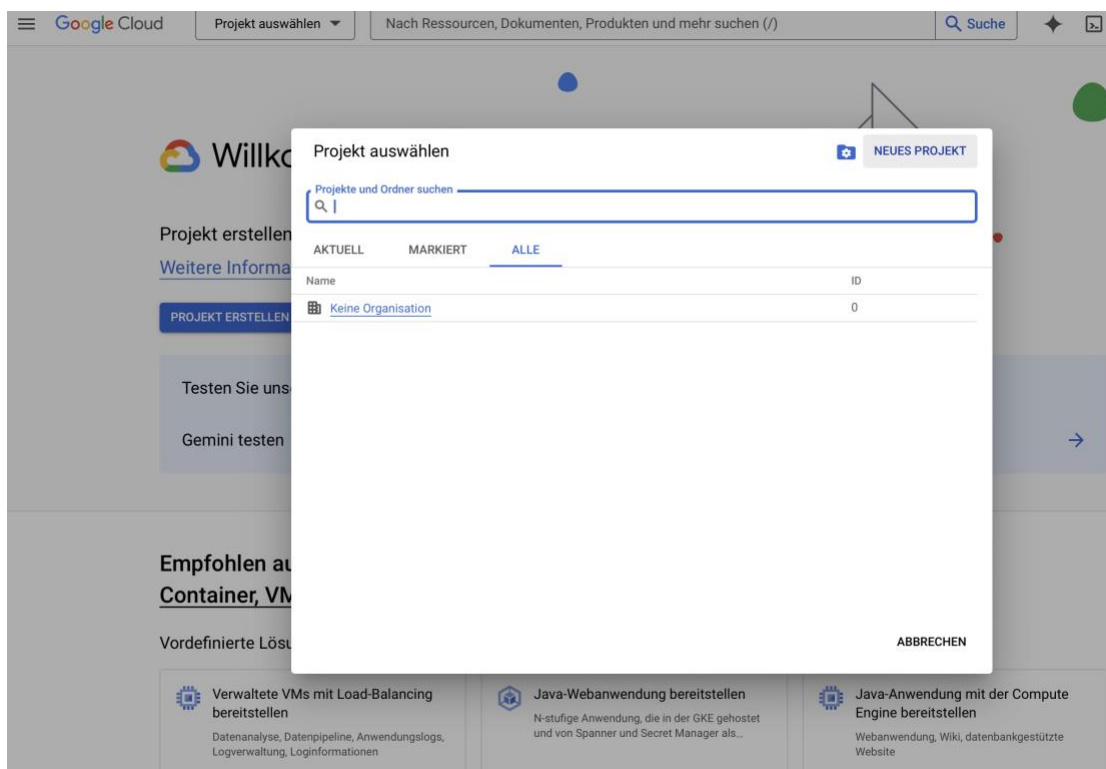 Google Cloud
Projekt auswählen
Nach Ressourcen, Dokumenten, Produkten und mehr suchen (/)
Suche
Willko
Projekt auswählen
NEUES PROJEKT
Projekte und Ordner suchen
Projekt erstellen
Weitere Informa
AKTUELL MARKIERT ALLE
Name ID
Keine Organisation 0
PROJEKT ERSTELLEN
Testen Sie uns
Gemini testen
Empfohlen au
Container, VM
Vordefinierte Lösu
ABBRECHEN
Verwaltete VMs mit Load-Balancing
bereitstellen
Datenanalyse, Datenpipeline, Anwendungslogs,
Logverwaltung, Loginformationen
Java-Webanwendung bereitstellen
N-stufige Anwendung, die in der GKE gehostet
und von Spanner und Secret Manager als...
Java-Anwendung mit der Compute
Engine bereitstellen
Webanwendung, Wiki, datenbankgestützte
Website